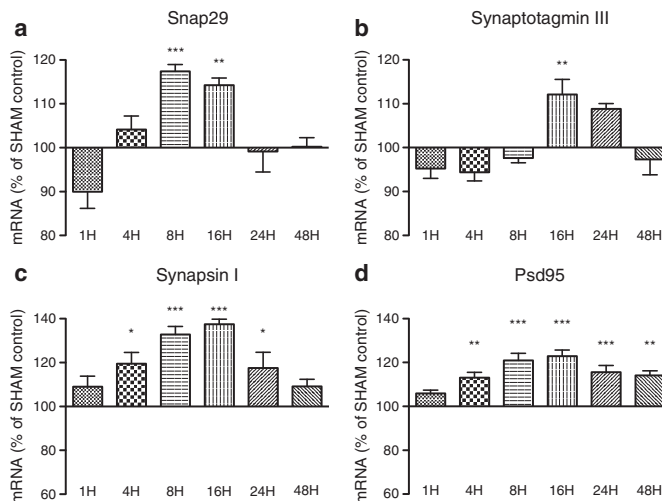 a
Snap29
mRNA (% of SHAM control)
120
110
100
90
80
***
**
1H 4H 8H 16H 24H 48H
b
Synaptotagmin III
mRNA (% of SHAM control)
120
110
100
90
80
**
1H 4H 8H 16H 24H 48H
c
Synapsin I
mRNA (% of SHAM control)
140
120
100
80
60
* *** *** *
1H 4H 8H 16H 24H 48H
d
Psd95
mRNA (% of SHAM control)
140
120
100
80
60
** *** *** *** **
1H 4H 8H 16H 24H 48H